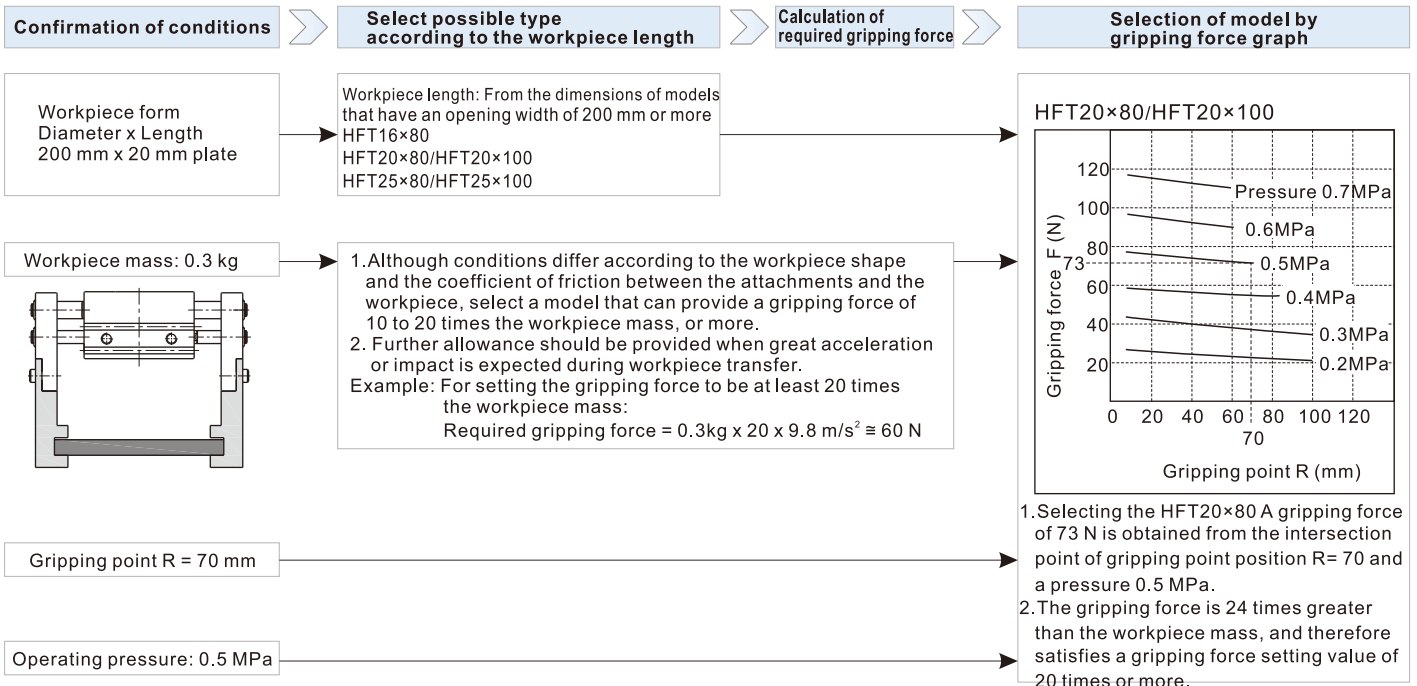 Confirmation of conditions
Select possible type
according to the workpiece length
Calculation of
required gripping force
Selection of model by
gripping force graph
Workpiece form
Diameter x Length
200 mm x 20 mm plate
Workpiece length: From the dimensions of models
that have an opening width of 200 mm or more
HFT16×80
HFT20×80/HFT20×100
HFT25×80/HFT25×100
Workpiece mass: 0.3 kg
1.Although conditions differ according to the workpiece shape
and the coefficient of friction between the attachments and the
workpiece, select a model that can provide a gripping force of
10 to 20 times the workpiece mass, or more.
2. Further allowance should be provided when great acceleration
or impact is expected during workpiece transfer.
Example: For setting the gripping force to be at least 20 times
the workpiece mass:
Required gripping force = 0.3kg x 20 x 9.8 m/s² ≅ 60 N
Gripping point R = 70 mm
Operating pressure: 0.5 MPa
HFT20×80/HFT20×100
Gripping force F (N)
120
100
80
73
60
40
20
Pressure 0.7MPa
0.6MPa
0.5MPa
0.4MPa
0.3MPa
0.2MPa
0 20 40 60 80 100 120
70
Gripping point R (mm)
1.Selecting the HFT20×80 A gripping force
of 73 N is obtained from the intersection
point of gripping point position R= 70 and
a pressure 0.5 MPa.
2.The gripping force is 24 times greater
than the workpiece mass, and therefore
satisfies a gripping force setting value of
20 times or more.